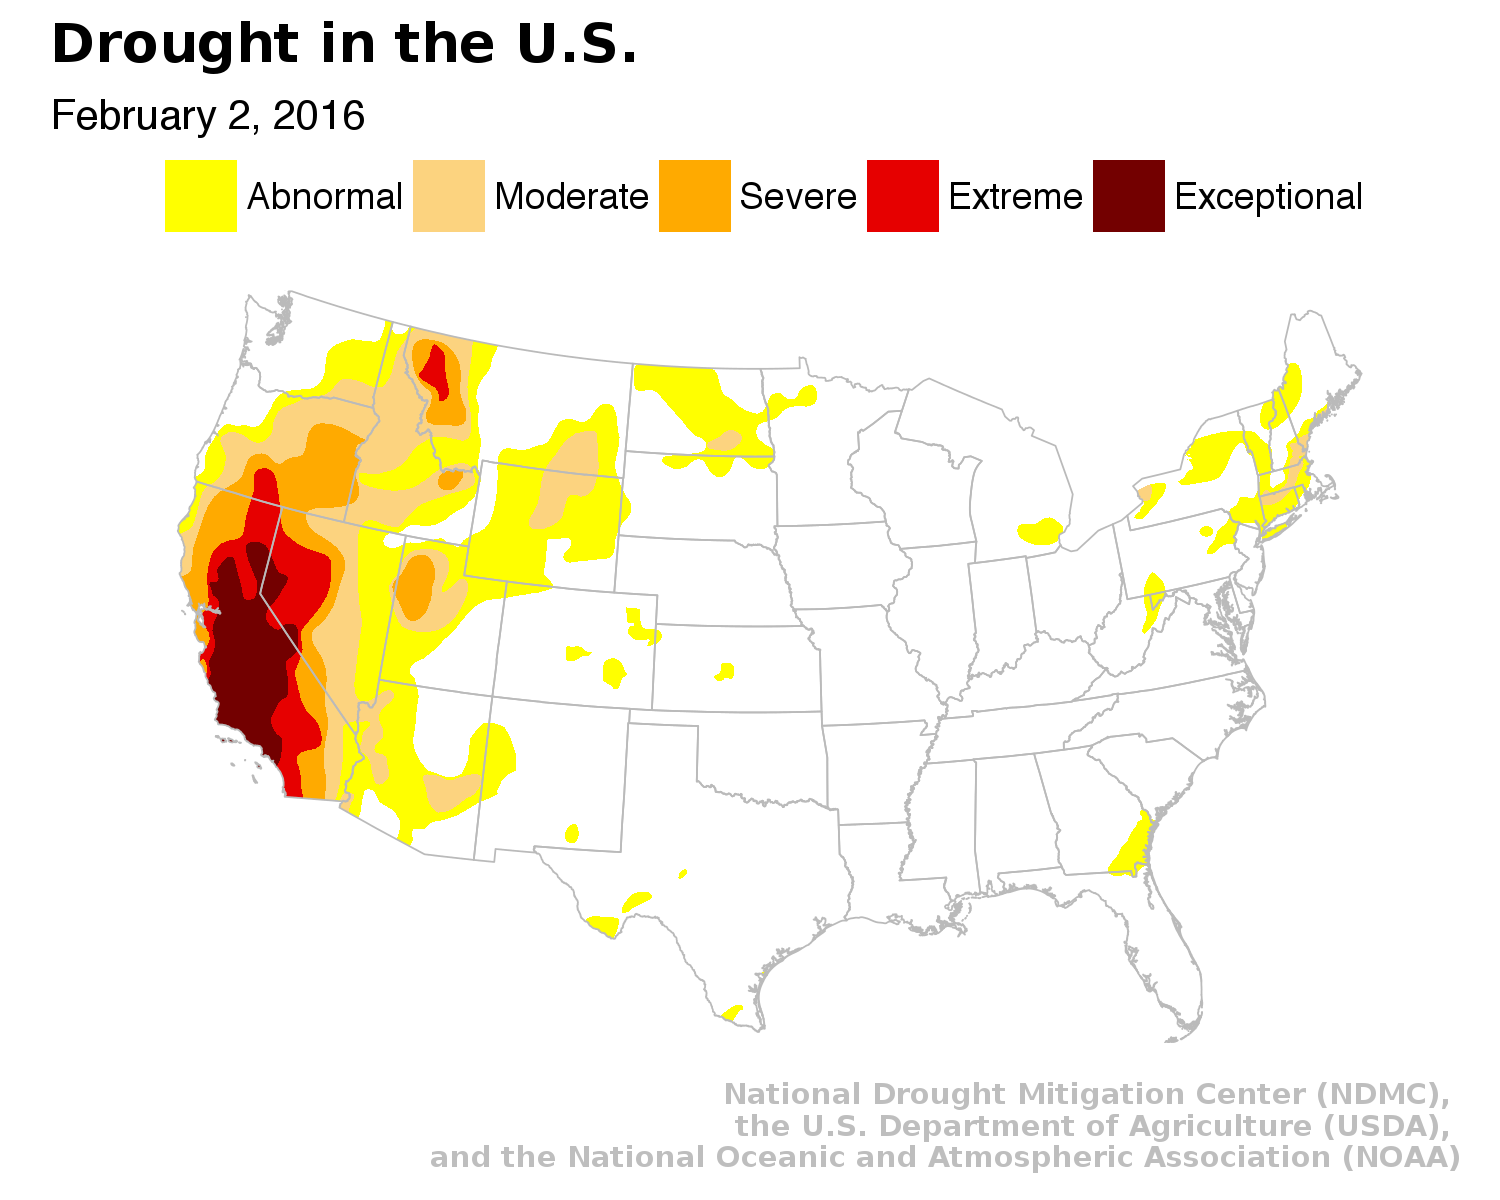 Drought in the U.S.
February 2, 2016
Abnormal Moderate Severe Extreme Exceptional
National Drought Mitigation Center (NDMC),
the U.S. Department of Agriculture (USDA),
and the National Oceanic and Atmospheric Association (NOAA)